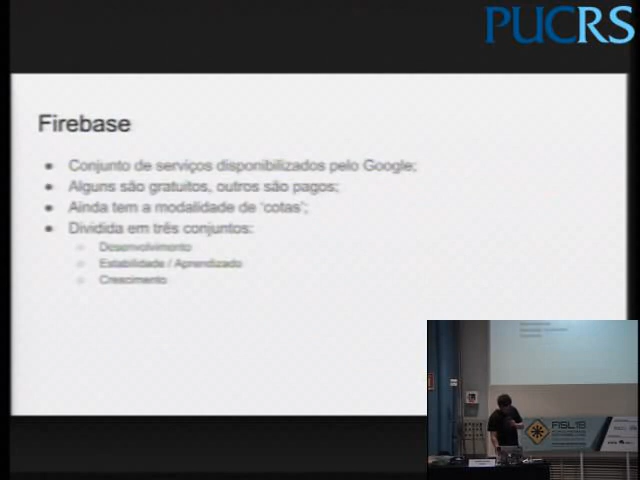 PUCRS
Firebase
Conjunto de serviços disponibilizados pelo Google;
Alguns são gratuitos, outros são pagos;
Ainda tem a modalidade de 'cotas';
Dividida em três conjuntos:
Desenvolvimento
Estabilidade / Aprendizado
Crescimento
FISL18